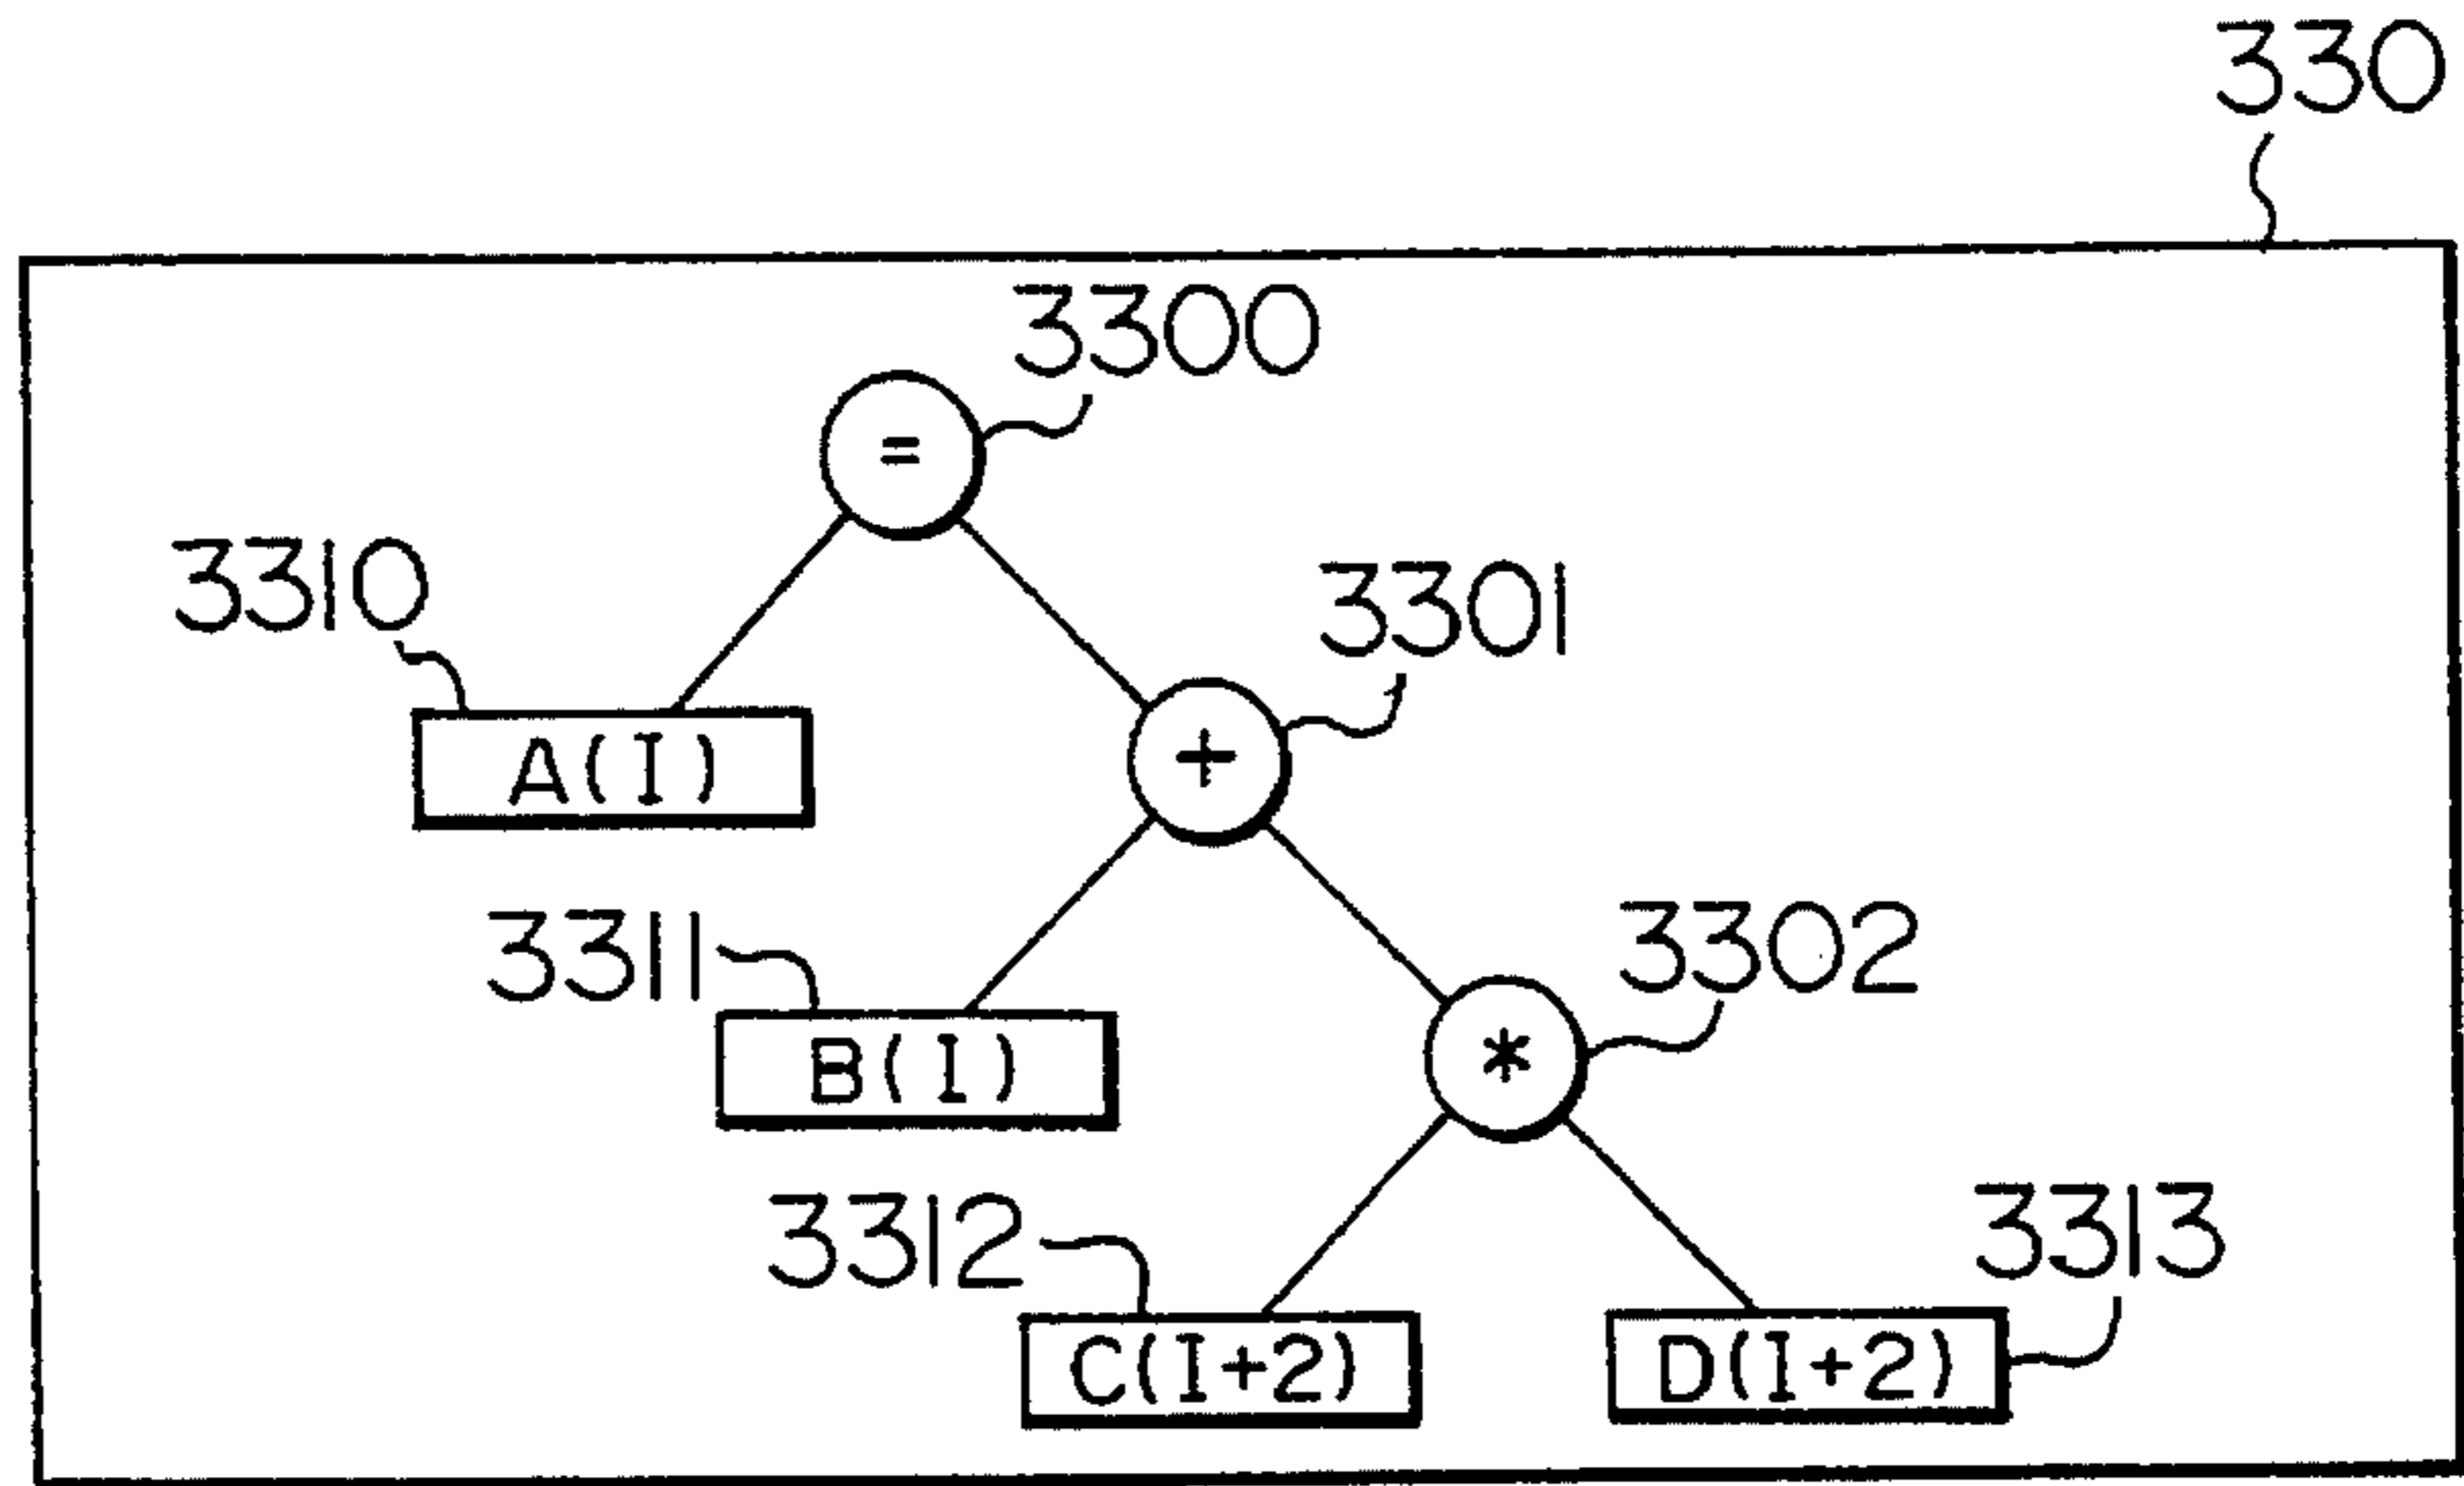 330
3300
=
3310
3301
A(I)
+
3311
3302
B(I)
*
3312
3313
C(I+2)
D(I+2)